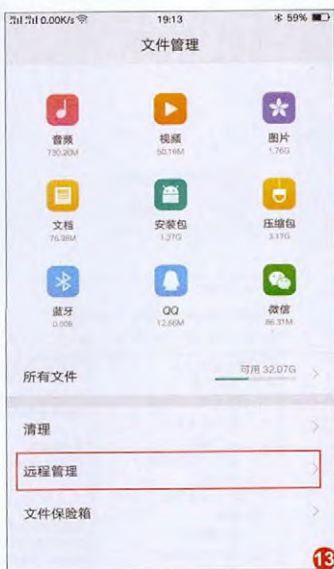 0.00K/s 19:13 59%
文件管理
音频 视频 图片
730.20M 50.16M 1.76G
文档 安装包 压缩包
76.98M 1.37G 3.17G
蓝牙 QQ 微信
0.00B 12.66M 86.31M
所有文件 可用 32.07G
清理
远程管理
文件保险箱
13